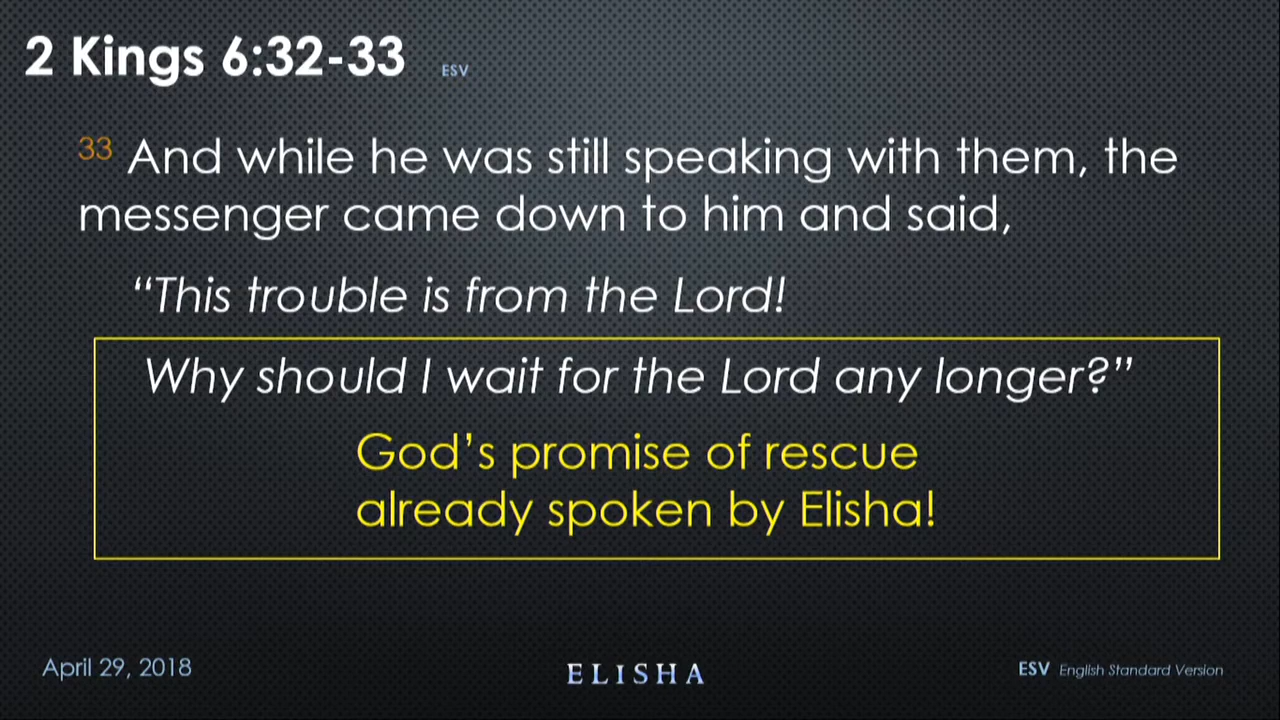 2 Kings 6:32-33 ESV
33 And while he was still speaking with them, the
messenger came down to him and said,
“This trouble is from the Lord!
Why should I wait for the Lord any longer?”
God’s promise of rescue
already spoken by Elisha!
April 29, 2018
ELISHA
ESV English Standard Version